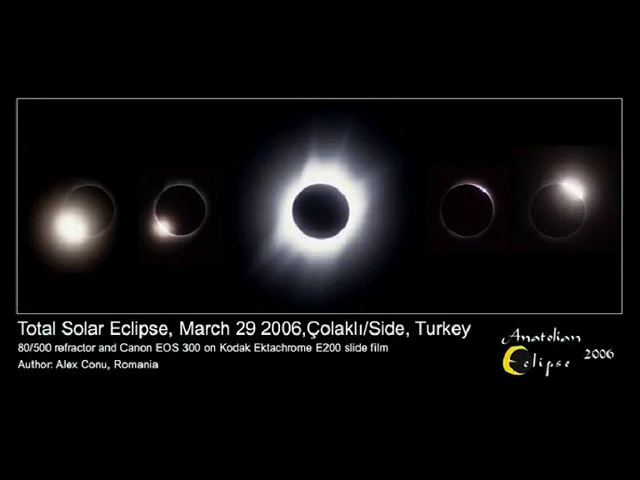 Total Solar Eclipse, March 29 2006,Çolaklı/Side, Turkey
80/500 refractor and Canon EOS 300 on Kodak Ektachrome E200 slide film
Author: Alex Conu, Romania
Anatolian
Eclipse 2006